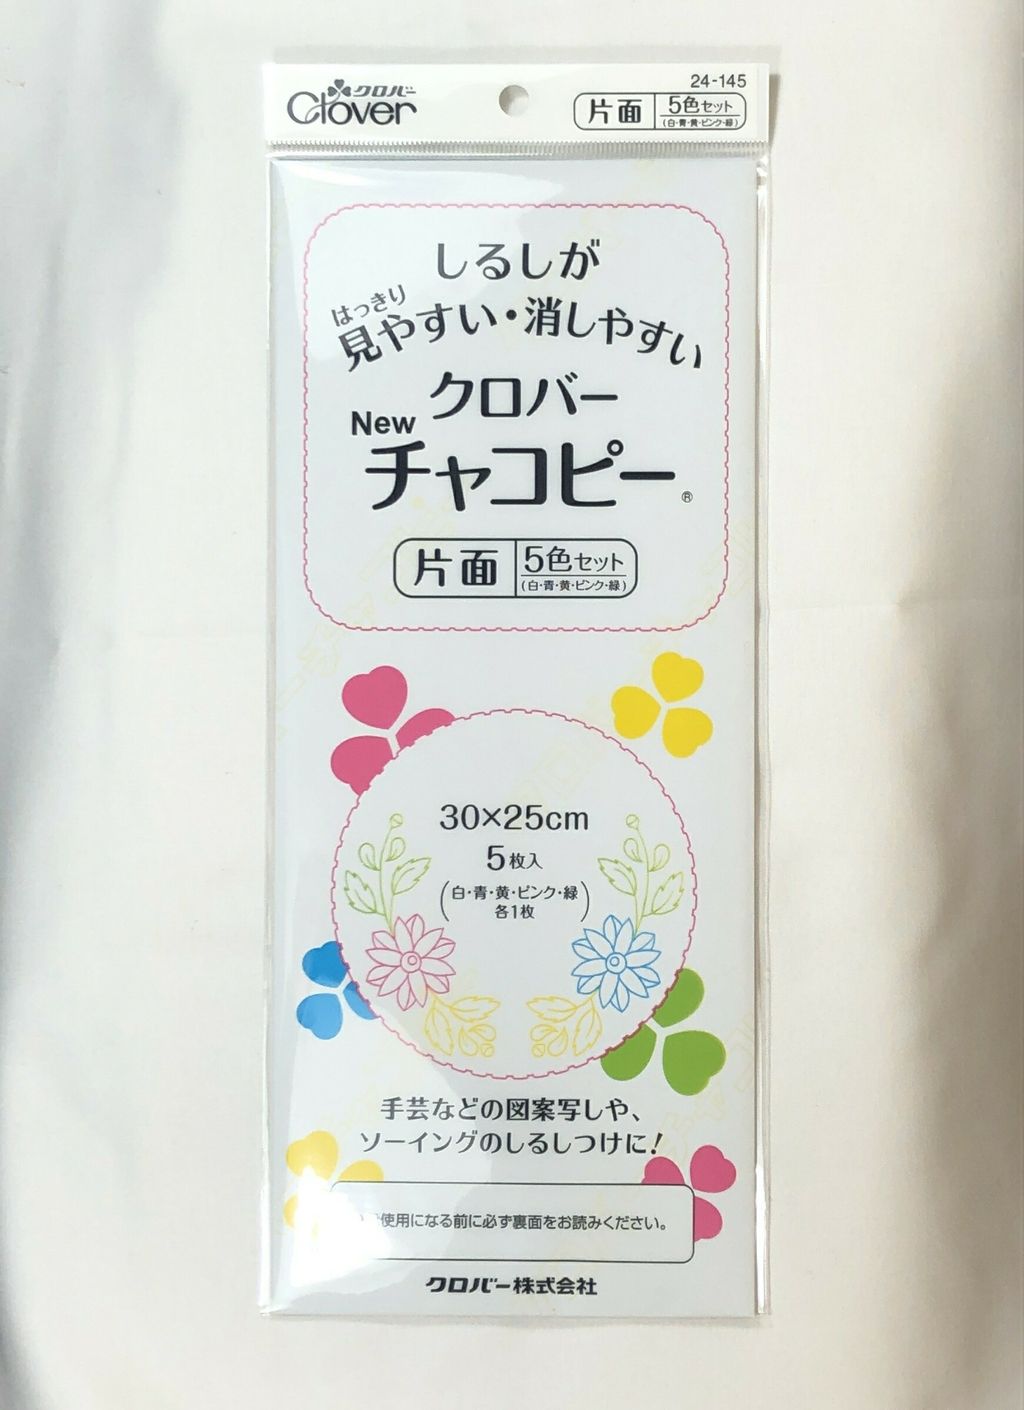 クロバー
Clover
24-145
片面 5色セット
(白・青・黄・ピンク・緑)
しるしが
はっきり
見やすい・消しやすい
クロバー
New
チャコピー®
片面 5色セット
(白・青・黄・ピンク・緑)
30×25cm
5枚入
(白・青・黄・ピンク・緑
各1枚)
手芸などの図案写しや、
ソーイングのしるしつけに!
使用になる前に必ず裏面をお読みください。
クロバー株式会社